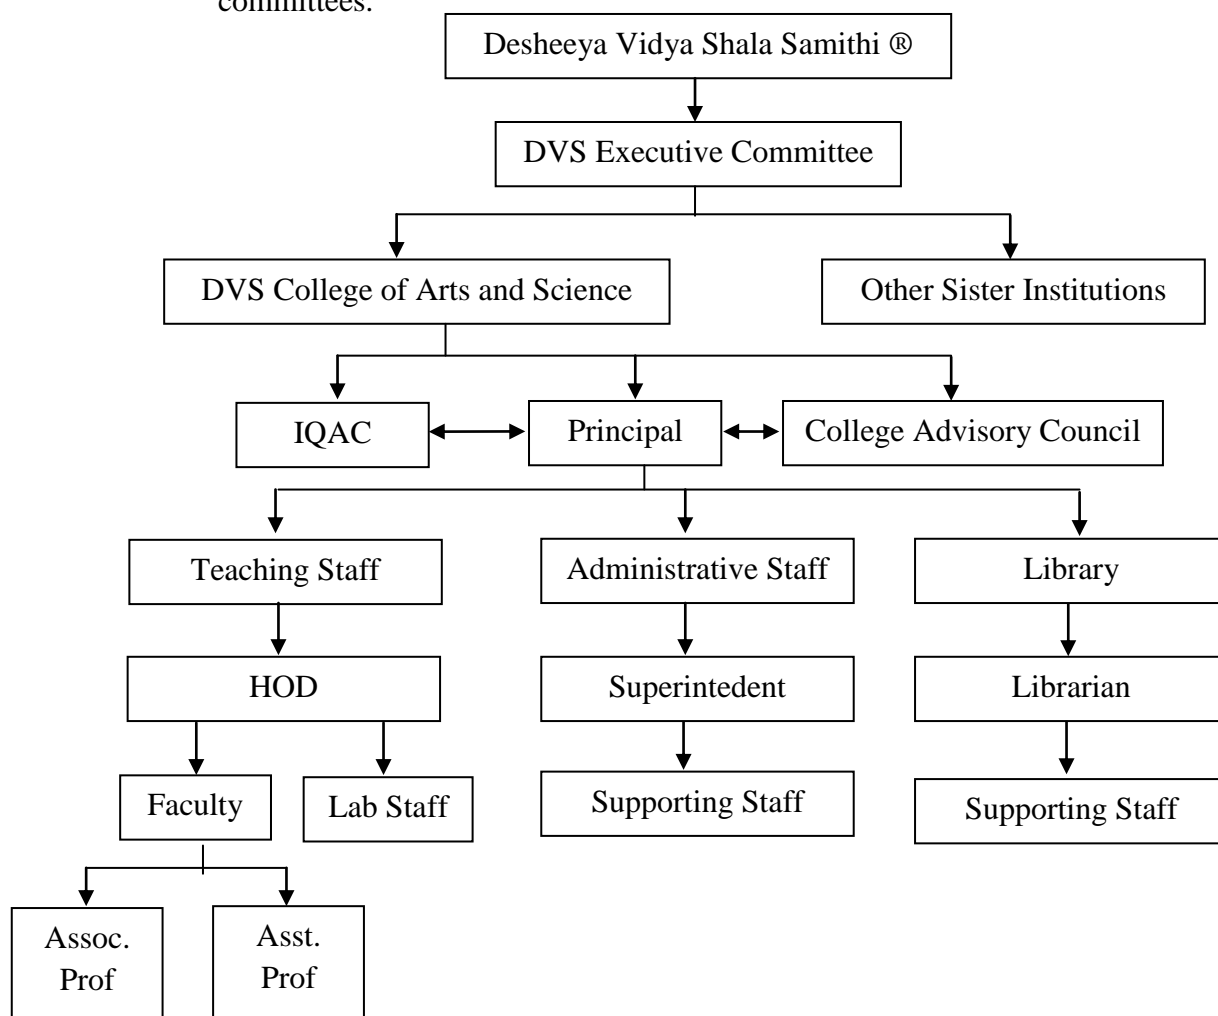 committees.
Desheeya Vidya Shala Samithi ®
DVS Executive Committee
DVS College of Arts and Science
Other Sister Institutions
IQAC
Principal
College Advisory Council
Teaching Staff
Administrative Staff
Library
HOD
Superintedent
Librarian
Faculty
Lab Staff
Supporting Staff
Supporting Staff
Assoc.
Prof
Asst.
Prof